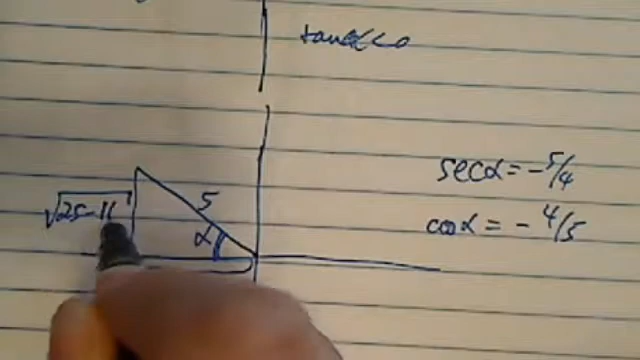 tanα<0
secα = -5/4
5
√25-16
α
cosα = -4/5